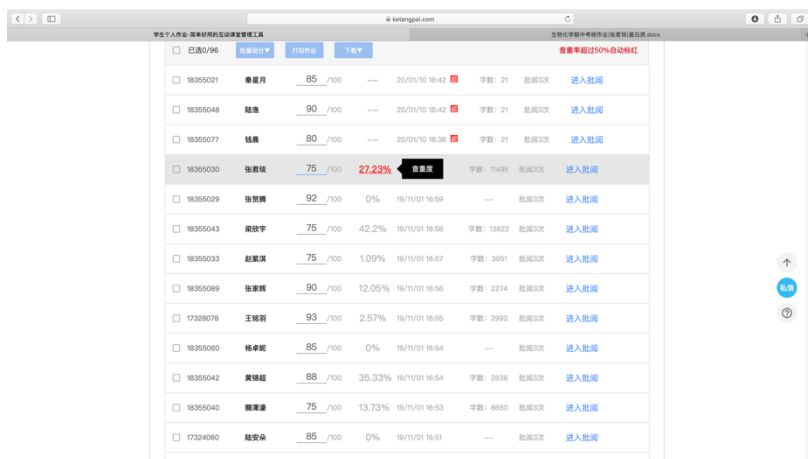 ketangpai.com
学生个人作业-简单好用的互动课堂管理工具
生物化学期中考核作业(张君瑛)蛋白质.docx
已选0/96 批量给分▼ 打回作业 下载▼ 查重率超过50%自动标红
18355021 秦星月 85 /100 -- 20/01/10 18:42 字数：21 批阅3次 进入批阅
18355048 陆逸 90 /100 -- 20/01/10 18:42 字数：21 批阅3次 进入批阅
18355077 钱晨 80 /100 -- 20/01/10 18:38 字数：21 批阅3次 进入批阅
18355030 张君瑛 75 /100 27.23% 查重度 字数：11495 批阅3次 进入批阅
18355029 张贺腾 92 /100 0% 19/11/01 16:59 -- 批阅3次 进入批阅
18355043 梁欣宇 75 /100 42.2% 19/11/01 16:58 字数：13822 批阅3次 进入批阅
18355033 赵紫淇 75 /100 1.09% 19/11/01 16:57 字数：3951 批阅3次 进入批阅
18355089 张家辉 90 /100 12.05% 19/11/01 16:56 字数：2274 批阅3次 进入批阅
17328078 王铭羽 93 /100 2.57% 19/11/01 16:55 字数：2992 批阅3次 进入批阅
18355060 杨卓妮 85 /100 0% 19/11/01 16:54 -- 批阅3次 进入批阅
18355042 黄锦超 88 /100 35.33% 19/11/01 16:54 字数：2836 批阅3次 进入批阅
18355040 75 /100 13.73% 19/11/01 16:53 字数：8680 批阅3次 进入批阅
17324060 陆安朵 85 /100 0% 19/11/01 16:51 -- 批阅3次 进入批阅
私信